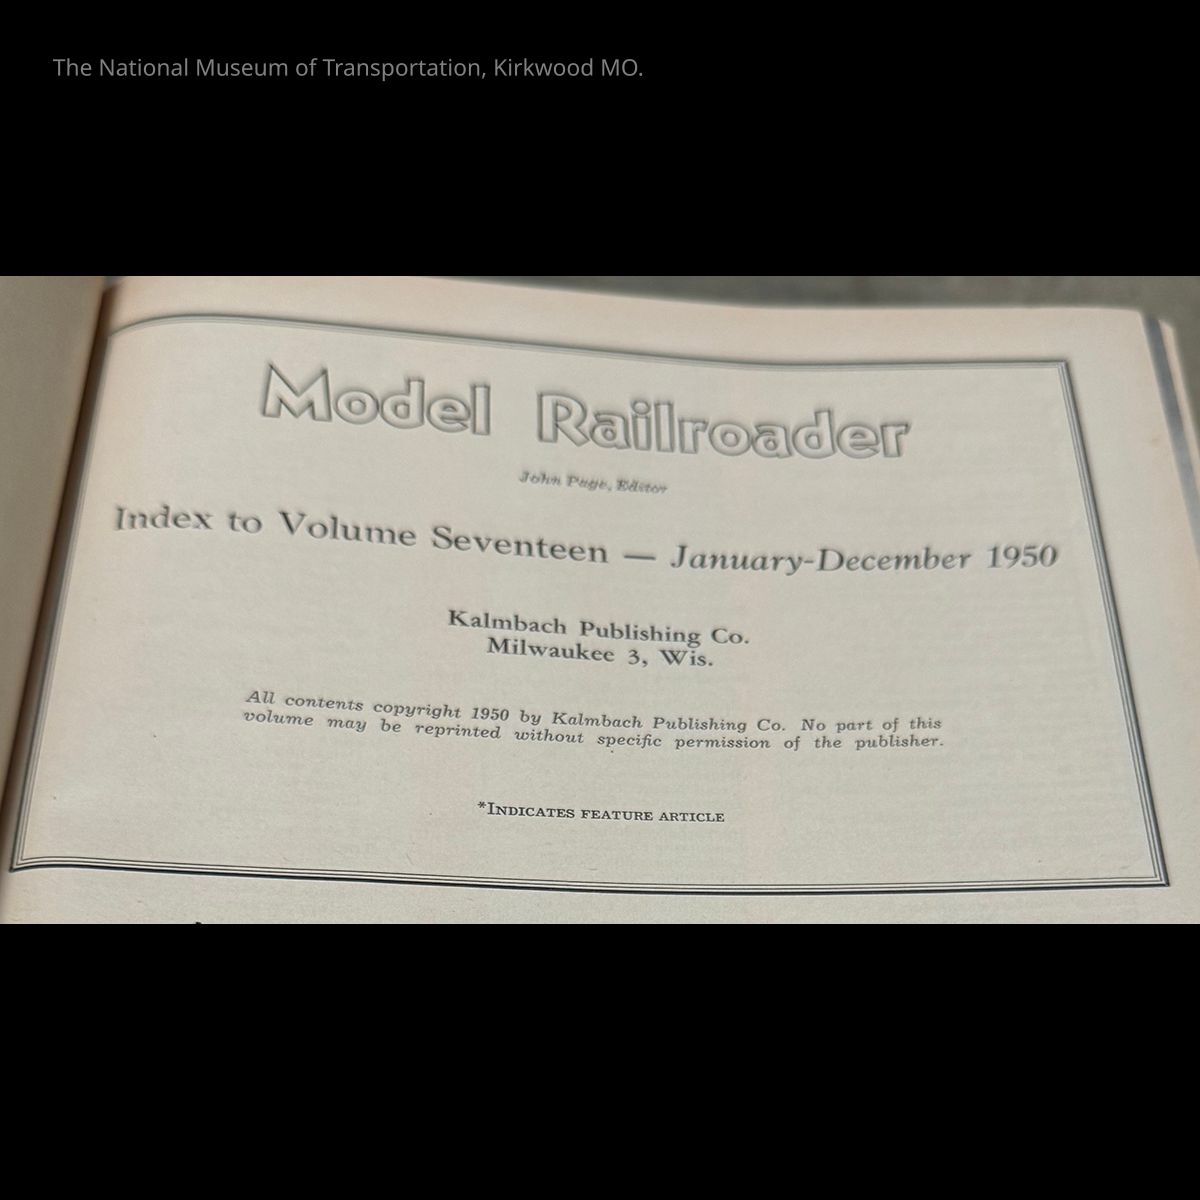 The National Museum of Transportation, Kirkwood MO.
Model Railroader
John Page, Editor
Index to Volume Seventeen — January-December 1950
Kalmbach Publishing Co.
Milwaukee 3, Wis.
All contents copyright 1950 by Kalmbach Publishing Co. No part of this
volume may be reprinted without specific permission of the publisher.
*INDICATES FEATURE ARTICLE